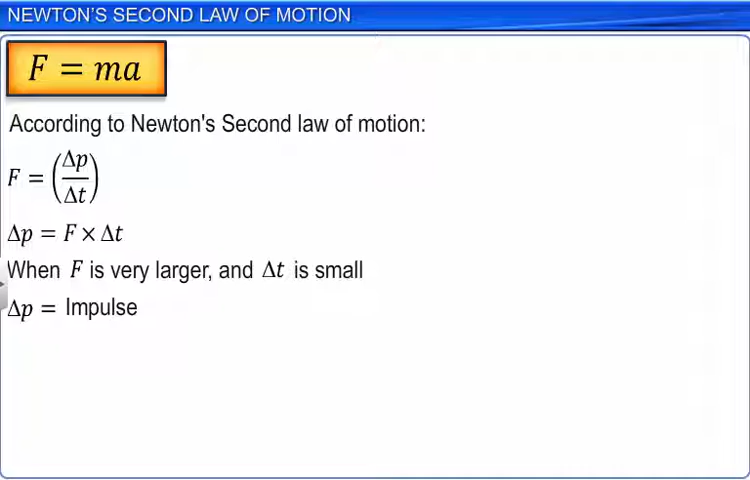 NEWTON'S SECOND LAW OF MOTION
F = ma
According to Newton's Second law of motion:
F = (Δp/Δt)
Δp = F × Δt
When F is very larger, and Δt is small
Δp = Impulse